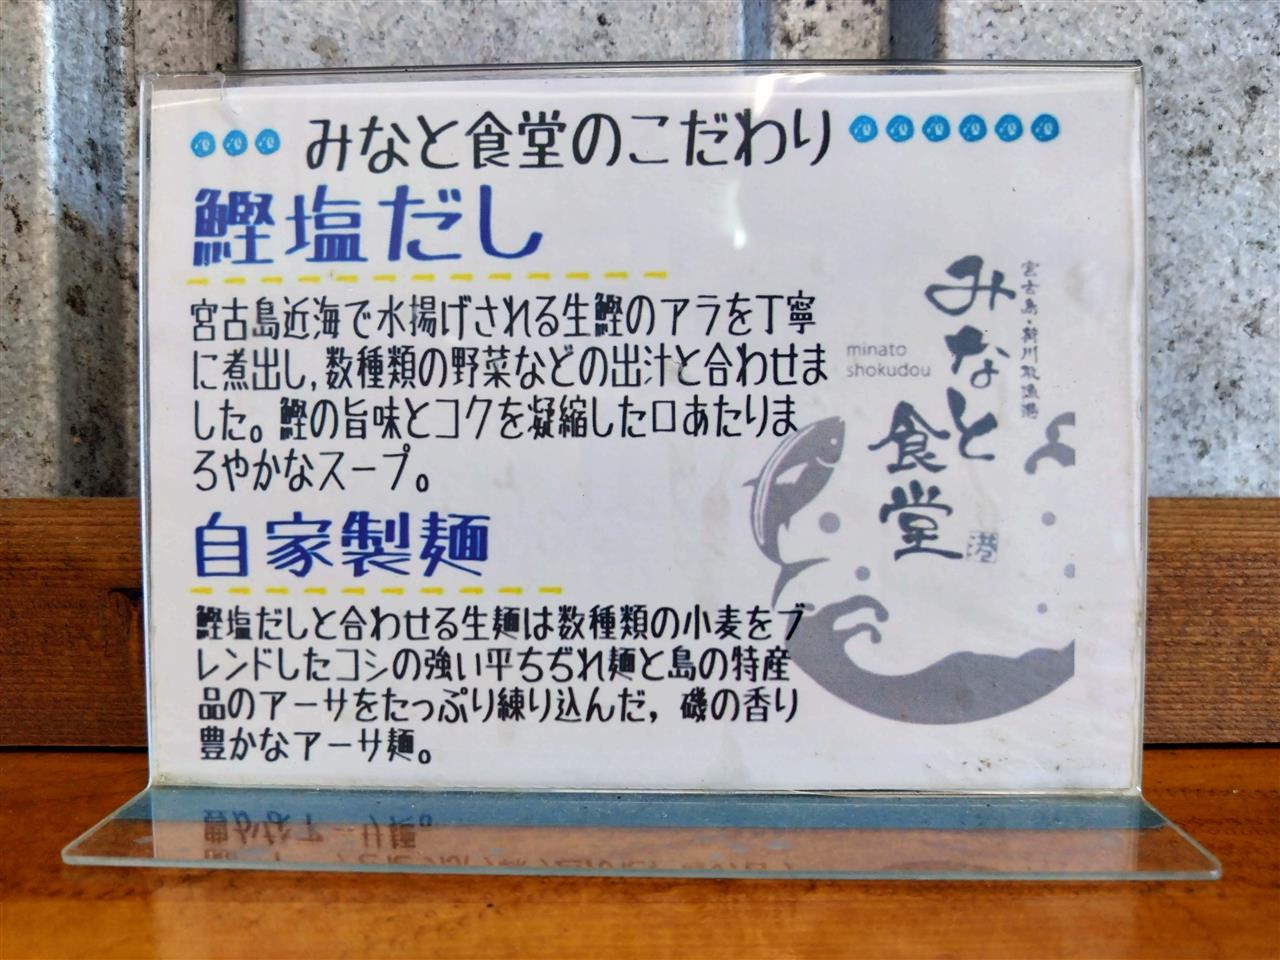 みなと食堂のこだわり
鰹塩だし
宮古島近海で水揚げされる生鰹のアラを丁寧
に煮出し,数種類の野菜などの出汁と合わせま
した。鰹の旨味とコクを凝縮した口あたりま
ろやかなスープ。
自家製麺
鰹塩だしと合わせる生麺は数種類の小麦をブ
レンドしたコシの強い平ちぢれ麺と島の特産
品のアーサをたっぷり練り込んだ,磯の香り
豊かなアーサ麺。
宮古島・荷川取漁港
みなと
食堂
港
minato
shokudou